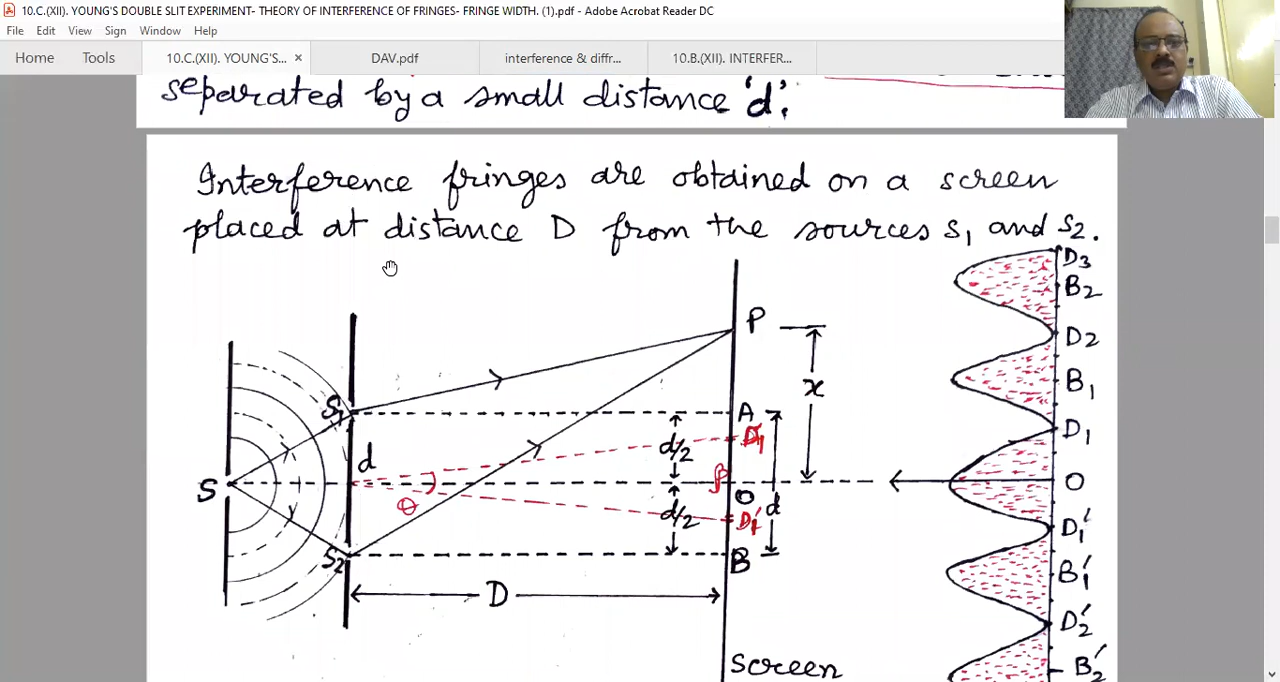 10.C.(XII). YOUNG'S DOUBLE SLIT EXPERIMENT- THEORY OF INTERFERENCE OF FRINGES- FRINGE WIDTH. (1).pdf - Adobe Acrobat Reader DC
File Edit View Sign Window Help
Home Tools 10.C.(XII). YOUNG'S... × DAV.pdf interference & diffr... 10.B.(XII). INTERFER...
separated by a small distance 'd'.
Interference fringes are obtained on a screen
placed at distance D from the sources S1 and S2.
D3
B2
P
D2
x
B1
S1
A
D1
d/2
D1
d
S
θ
β
O
O
d/2
d
D1'
D1'
S2
B
B1'
D
D2'
Screen
B2'